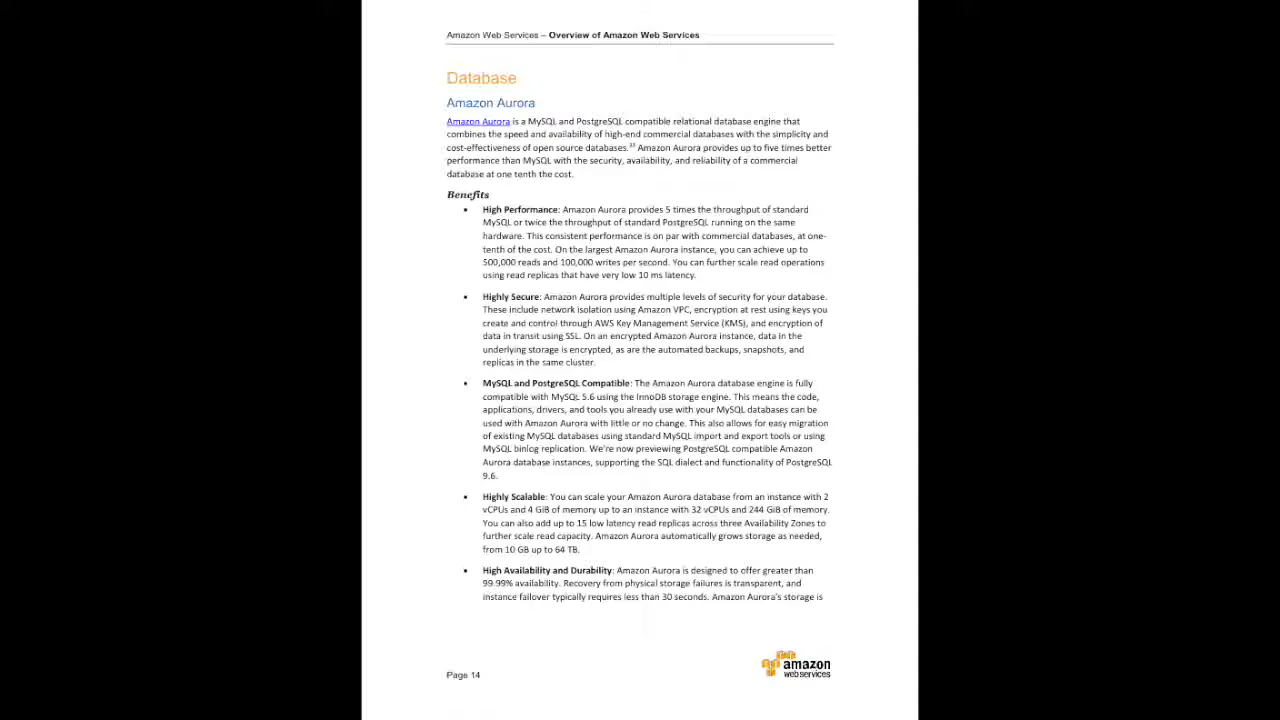 Amazon Web Services – Overview of Amazon Web Services
Database
Amazon Aurora
Amazon Aurora is a MySQL and PostgreSQL compatible relational database engine that
combines the speed and availability of high-end commercial databases with the simplicity and
cost-effectiveness of open source databases.33 Amazon Aurora provides up to five times better
performance than MySQL with the security, availability, and reliability of a commercial
database at one tenth the cost.
Benefits
• High Performance: Amazon Aurora provides 5 times the throughput of standard
MySQL or twice the throughput of standard PostgreSQL running on the same
hardware. This consistent performance is on par with commercial databases, at one-
tenth of the cost. On the largest Amazon Aurora instance, you can achieve up to
500,000 reads and 100,000 writes per second. You can further scale read operations
using read replicas that have very low 10 ms latency.
• Highly Secure: Amazon Aurora provides multiple levels of security for your database.
These include network isolation using Amazon VPC, encryption at rest using keys you
create and control through AWS Key Management Service (KMS), and encryption of
data in transit using SSL. On an encrypted Amazon Aurora instance, data in the
underlying storage is encrypted, as are the automated backups, snapshots, and
replicas in the same cluster.
• MySQL and PostgreSQL Compatible: The Amazon Aurora database engine is fully
compatible with MySQL 5.6 using the InnoDB storage engine. This means the code,
applications, drivers, and tools you already use with your MySQL databases can be
used with Amazon Aurora with little or no change. This also allows for easy migration
of existing MySQL databases using standard MySQL import and export tools or using
MySQL binlog replication. We're now previewing PostgreSQL compatible Amazon
Aurora database instances, supporting the SQL dialect and functionality of PostgreSQL
9.6.
• Highly Scalable: You can scale your Amazon Aurora database from an instance with 2
vCPUs and 4 GiB of memory up to an instance with 32 vCPUs and 244 GiB of memory.
You can also add up to 15 low latency read replicas across three Availability Zones to
further scale read capacity. Amazon Aurora automatically grows storage as needed,
from 10 GB up to 64 TB.
• High Availability and Durability: Amazon Aurora is designed to offer greater than
99.99% availability. Recovery from physical storage failures is transparent, and
instance failover typically requires less than 30 seconds. Amazon Aurora's storage is
Page 14
amazon
webservices